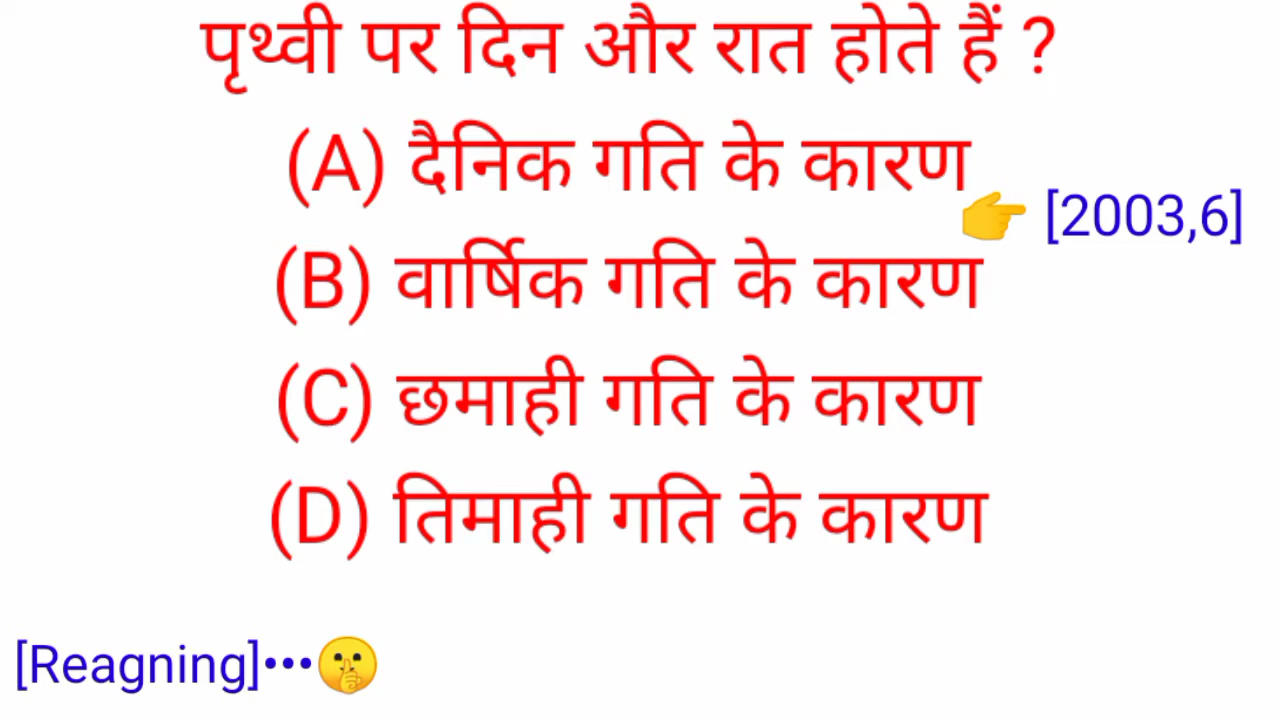 पृथ्वी पर दिन और रात होते हैं ?
(A) दैनिक गति के कारण
👉 [2003,6]
(B) वार्षिक गति के कारण
(C) छमाही गति के कारण
(D) तिमाही गति के कारण
[Reagning]•••🤫